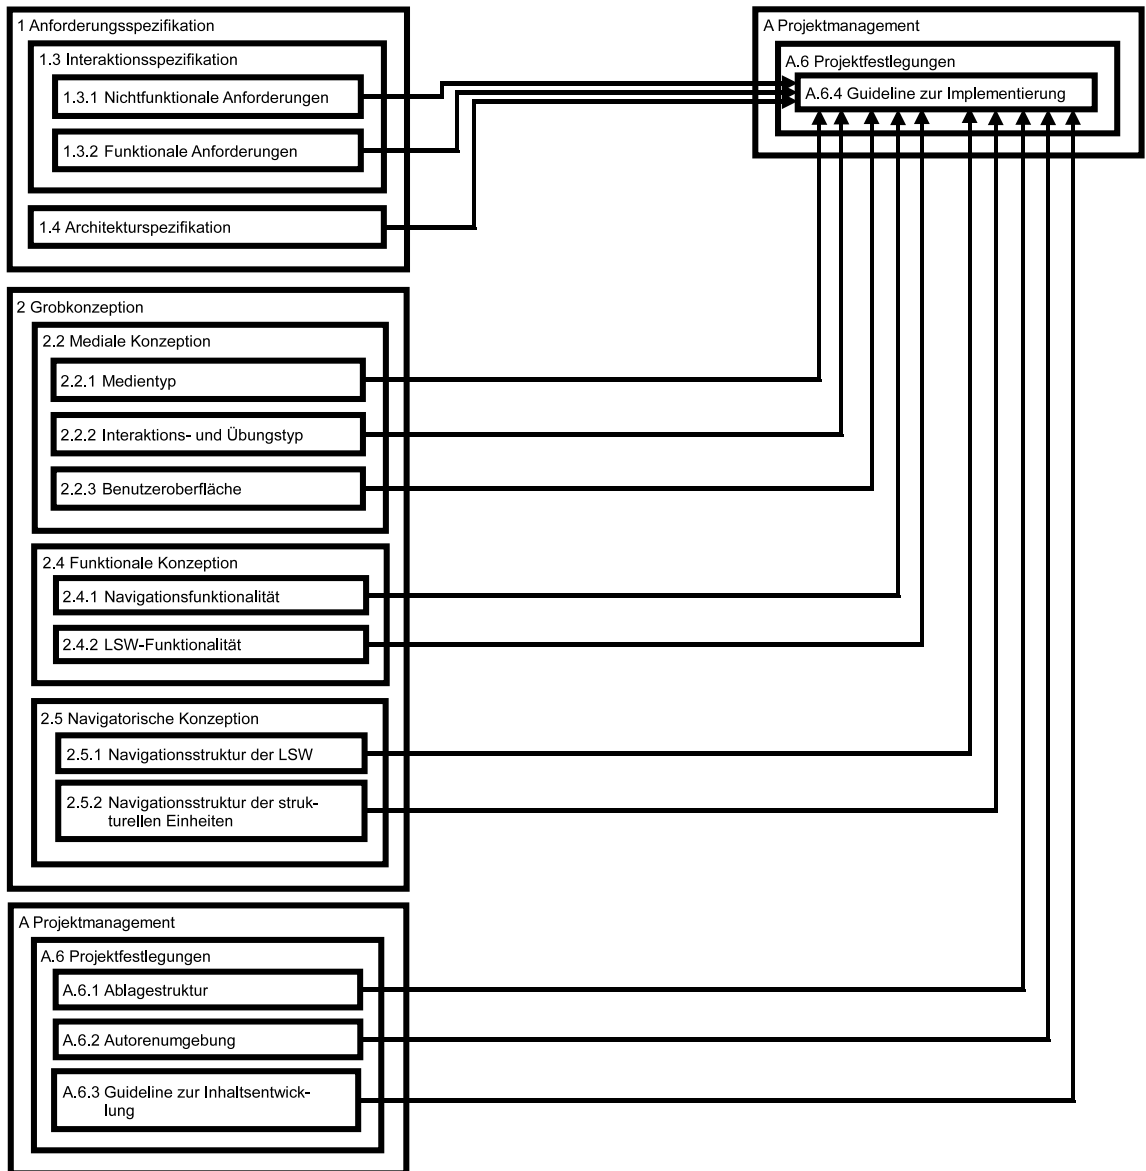 1 Anforderungsspezifikation
1.3 Interaktionsspezifikation
1.3.1 Nichtfunktionale Anforderungen
1.3.2 Funktionale Anforderungen
1.4 Architekturspezifikation
A Projektmanagement
A.6 Projektfestlegungen
A.6.4 Guideline zur Implementierung
2 Grobkonzeption
2.2 Mediale Konzeption
2.2.1 Medientyp
2.2.2 Interaktions- und Übungstyp
2.2.3 Benutzeroberfläche
2.4 Funktionale Konzeption
2.4.1 Navigationsfunktionalität
2.4.2 LSW-Funktionalität
2.5 Navigatorische Konzeption
2.5.1 Navigationsstruktur der LSW
2.5.2 Navigationsstruktur der struk-
turellen Einheiten
A Projektmanagement
A.6 Projektfestlegungen
A.6.1 Ablagestruktur
A.6.2 Autorenumgebung
A.6.3 Guideline zur Inhaltsentwick-
lung